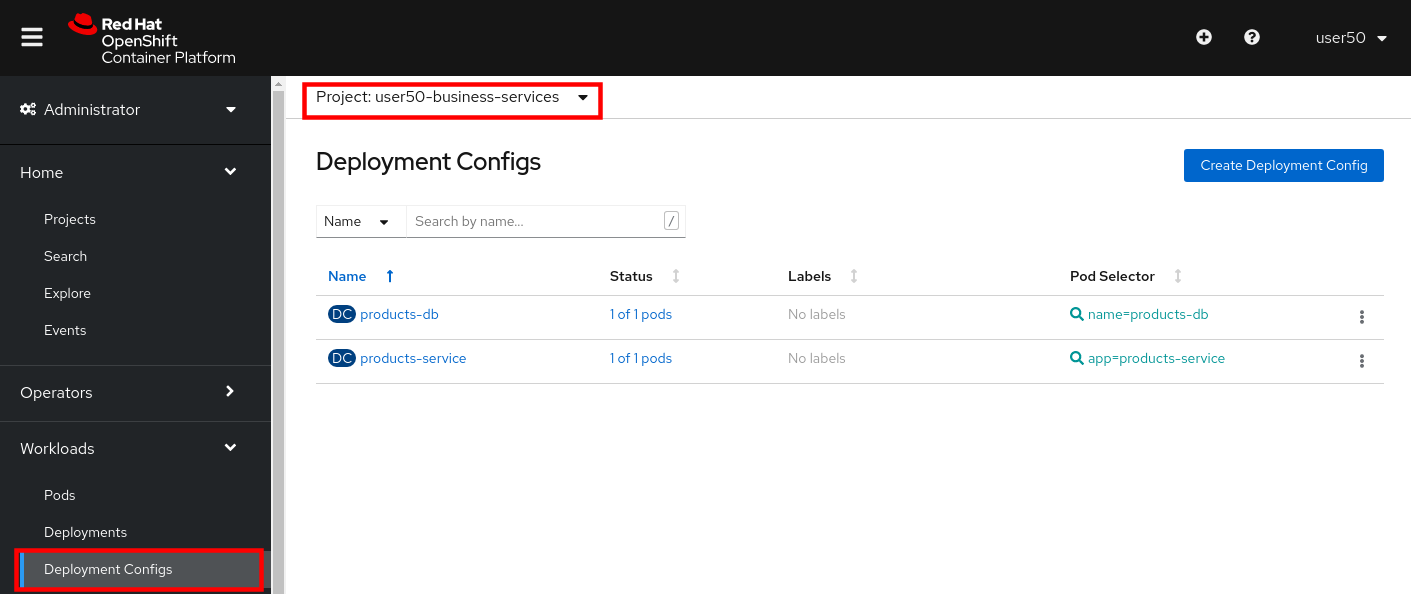 Red Hat
OpenShift
Container Platform
user50
Administrator
Home
Projects
Search
Explore
Events
Operators
Workloads
Pods
Deployments
Deployment Configs
Project: user50-business-services
Deployment Configs
Create Deployment Config
Name Search by name... /
Name Status Labels Pod Selector
DC products-db 1 of 1 pods No labels name=products-db
DC products-service 1 of 1 pods No labels app=products-service